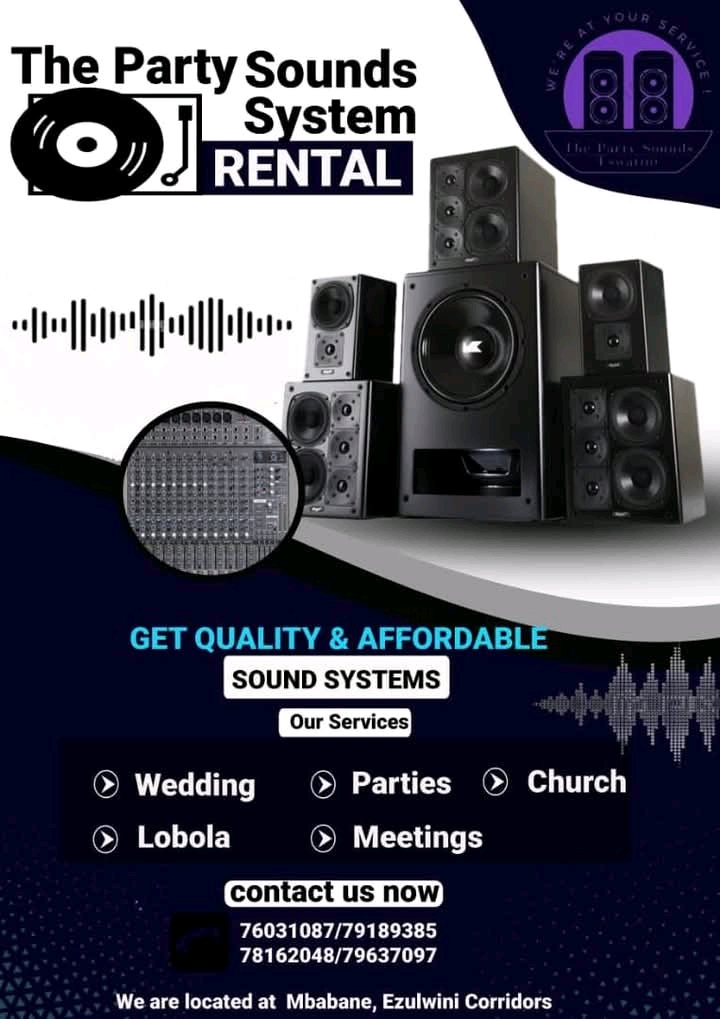 The Party Sounds
System
RENTAL
WE'RE AT YOUR SERVICE !
The Party Sounds
Eswatini
GET QUALITY & AFFORDABLE
SOUND SYSTEMS
Our Services
Wedding
Parties
Church
Lobola
Meetings
contact us now
76031087/79189385
78162048/79637097
We are located at Mbabane, Ezulwini Corridors